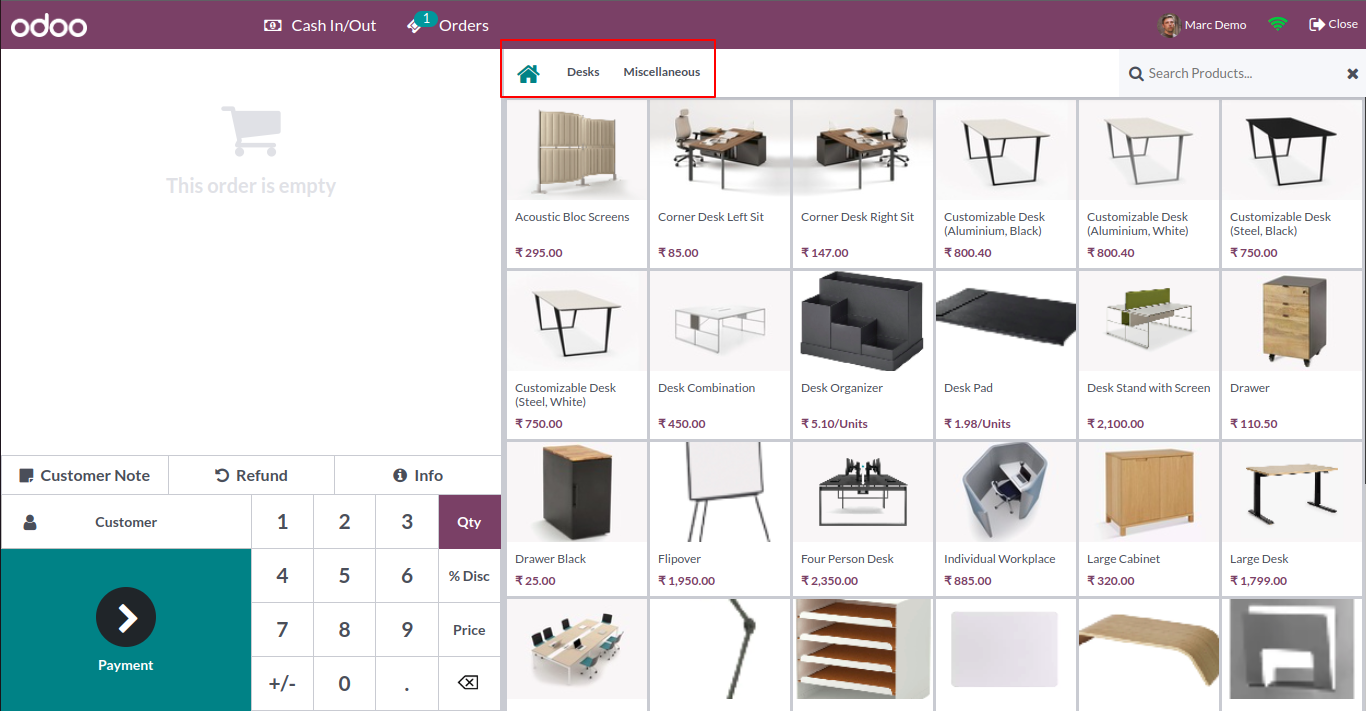 odoo
Cash In/Out
1
Orders
Marc Demo
Close
Desks
Miscellaneous
Search Products...
This order is empty
Acoustic Bloc Screens
₹ 295.00
Corner Desk Left Sit
₹ 85.00
Corner Desk Right Sit
₹ 147.00
Customizable Desk
(Aluminium, Black)
₹ 800.40
Customizable Desk
(Aluminium, White)
₹ 800.40
Customizable Desk
(Steel, Black)
₹ 750.00
Customizable Desk
(Steel, White)
₹ 750.00
Desk Combination
₹ 450.00
Desk Organizer
₹ 5.10/Units
Desk Pad
₹ 1.98/Units
Desk Stand with Screen
₹ 2,100.00
Drawer
₹ 110.50
Drawer Black
₹ 25.00
Flipover
₹ 1,950.00
Four Person Desk
₹ 2,350.00
Individual Workplace
₹ 885.00
Large Cabinet
₹ 320.00
Large Desk
₹ 1,799.00
Customer Note
Refund
Info
Customer
1
2
3
Qty
4
5
6
% Disc
7
8
9
Price
+/-
0
.
Payment